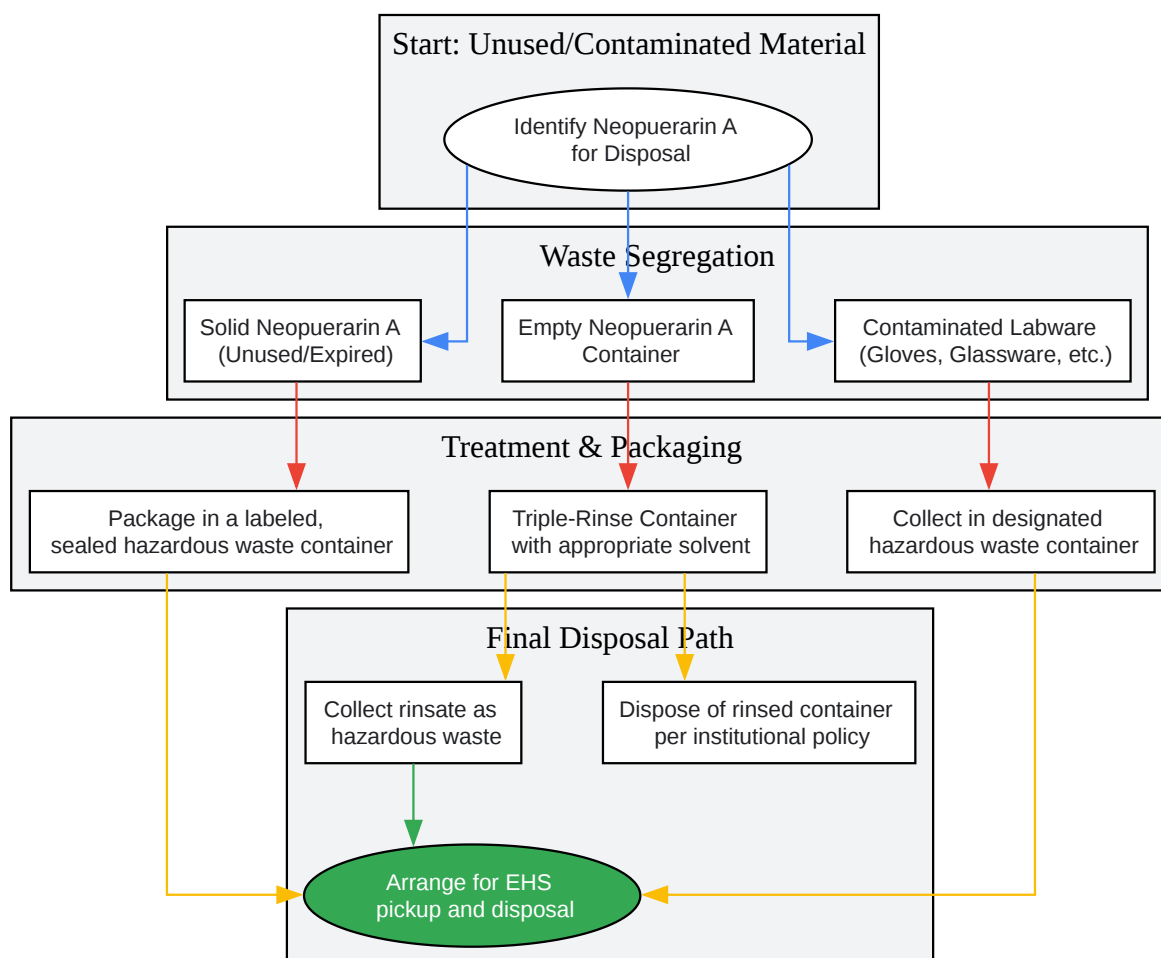 Start: Unused/Contaminated Material
Identify Neopuerarin A
for Disposal
Waste Segregation
Solid Neopuerarin A
(Unused/Expired)
Empty Neopuerarin A
Container
Contaminated Labware
(Gloves, Glassware, etc.)
Treatment & Packaging
Package in a labeled,
sealed hazardous waste container
Triple-Rinse Container
with appropriate solvent
Collect in designated
hazardous waste container
Final Disposal Path
Collect rinsate as
hazardous waste
Dispose of rinsed container
per institutional policy
Arrange for EHS
pickup and disposal